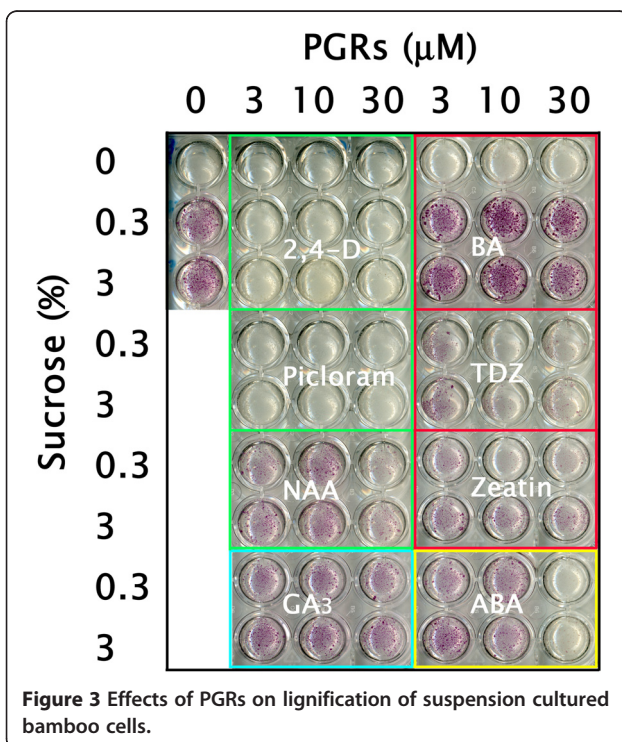 PGRs (μM)
0 3 10 30 3 10 30
Sucrose (%)
0
0.3
2,4-D BA
3
0.3
Picloram TDZ
3
0.3
NAA Zeatin
3
0.3
GA3 ABA
3
Figure 3 Effects of PGRs on lignification of suspension cultured
bamboo cells.